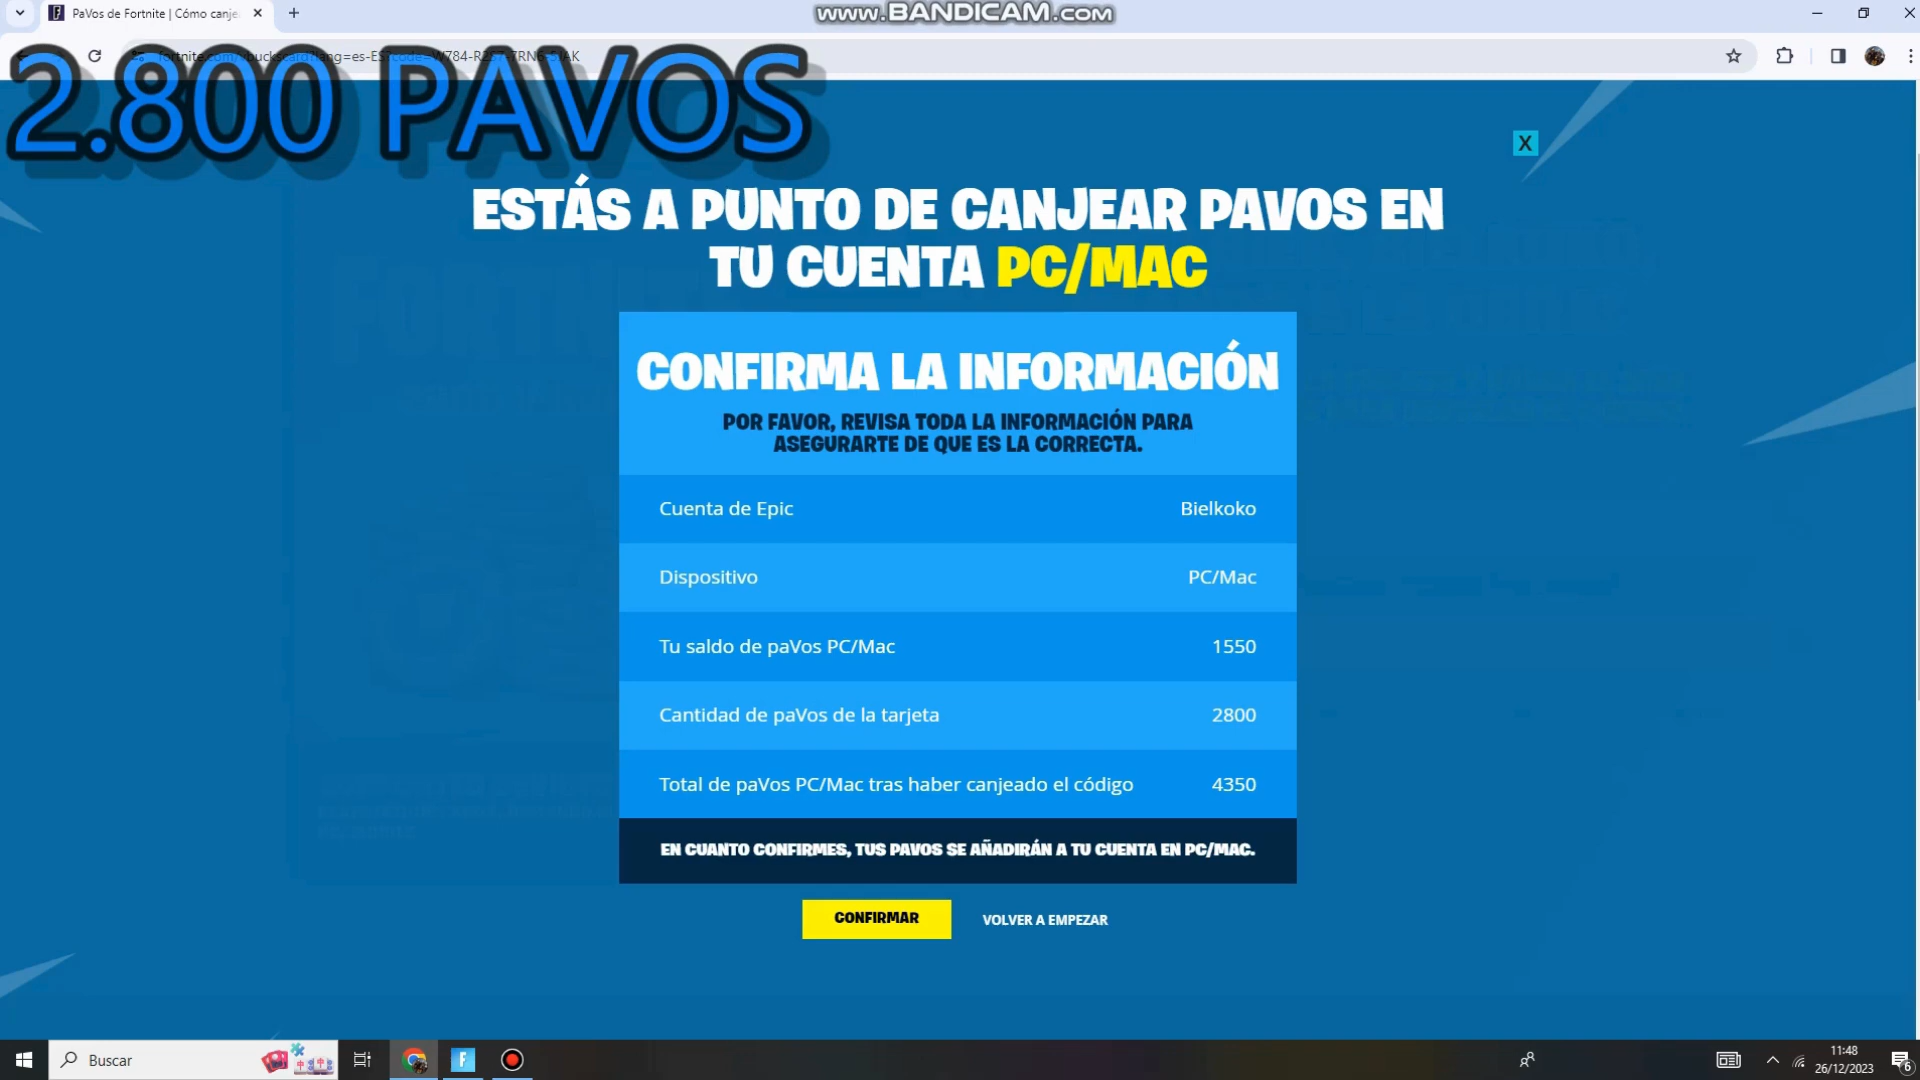 PaVos de Fortnite | Cómo canje
www.BANDICAM.com
2.800 PAVOS
X
ESTÁS A PUNTO DE CANJEAR PAVOS EN
TU CUENTA PC/MAC
CONFIRMA LA INFORMACIÓN
POR FAVOR, REVISA TODA LA INFORMACIÓN PARA
ASEGURARTE DE QUE ES LA CORRECTA.
Cuenta de Epic Bielkoko
Dispositivo PC/Mac
Tu saldo de paVos PC/Mac 1550
Cantidad de paVos de la tarjeta 2800
Total de paVos PC/Mac tras haber canjeado el código 4350
EN CUANTO CONFIRMES, TUS PAVOS SE AÑADIRÁN A TU CUENTA EN PC/MAC.
CONFIRMAR
VOLVER A EMPEZAR
Buscar
11:48
26/12/2023
6